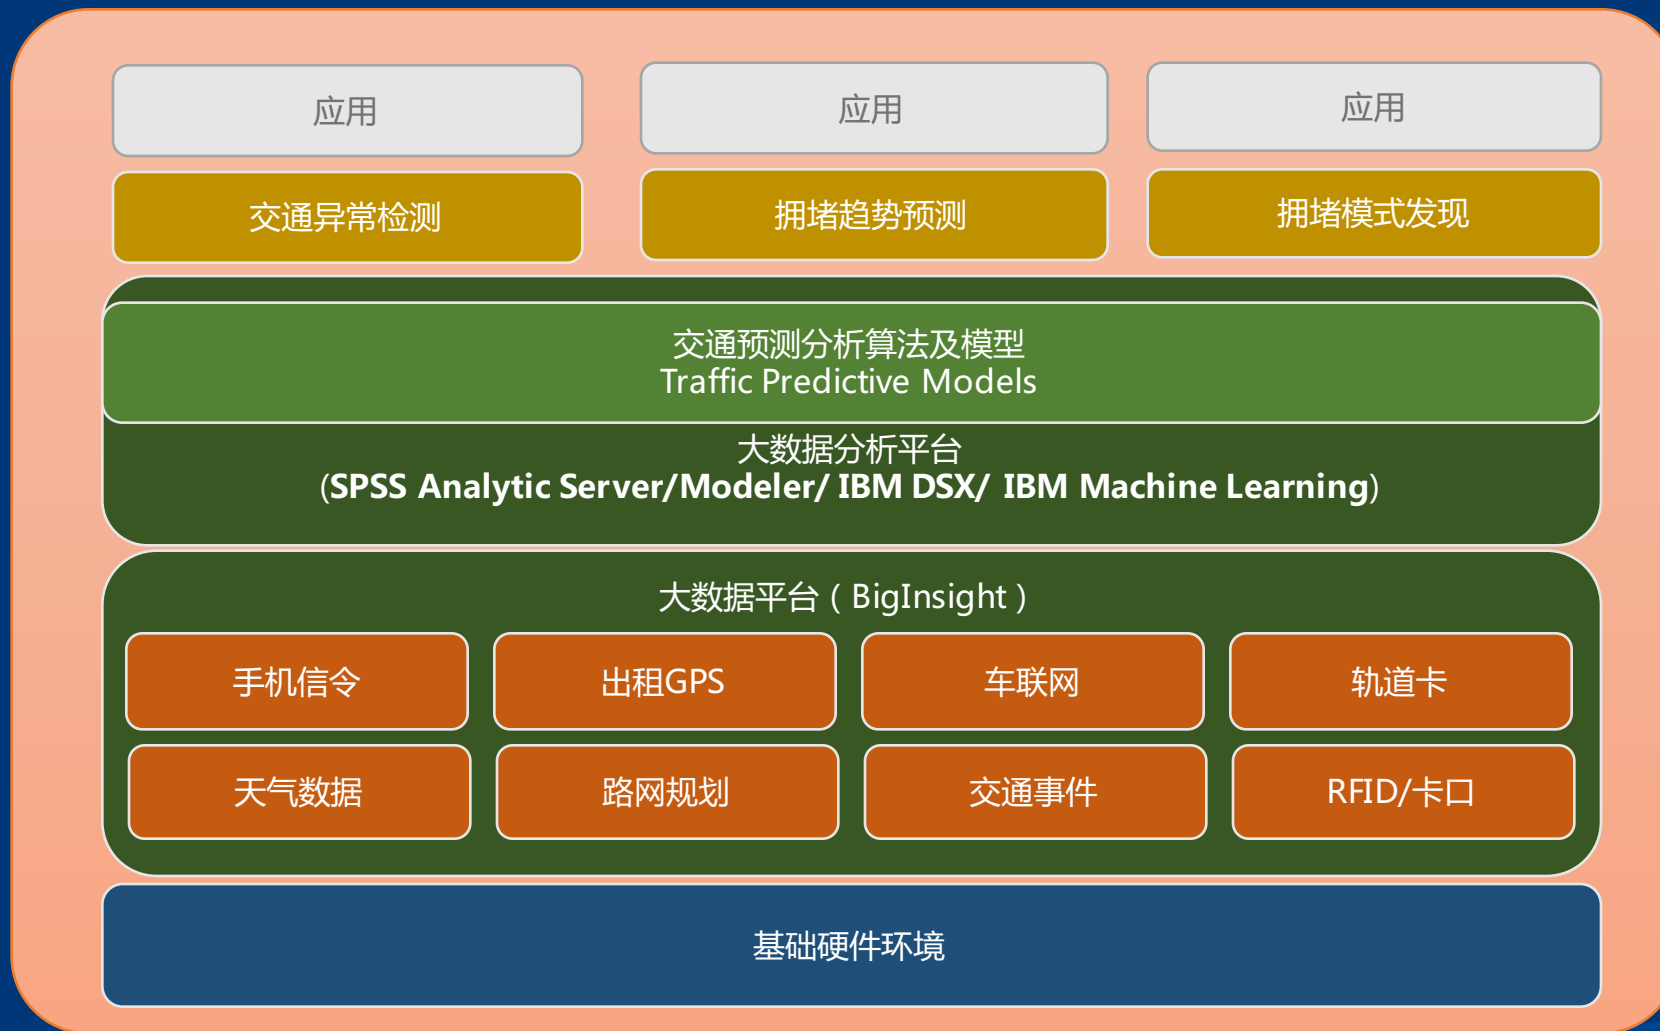 应用
应用
应用
交通异常检测
拥堵趋势预测
拥堵模式发现
交通预测分析算法及模型
Traffic Predictive Models
大数据分析平台
(SPSS Analytic Server/Modeler/ IBM DSX/ IBM Machine Learning)
大数据平台（BigInsight）
手机信令
出租GPS
车联网
轨道卡
天气数据
路网规划
交通事件
RFID/卡口
基础硬件环境